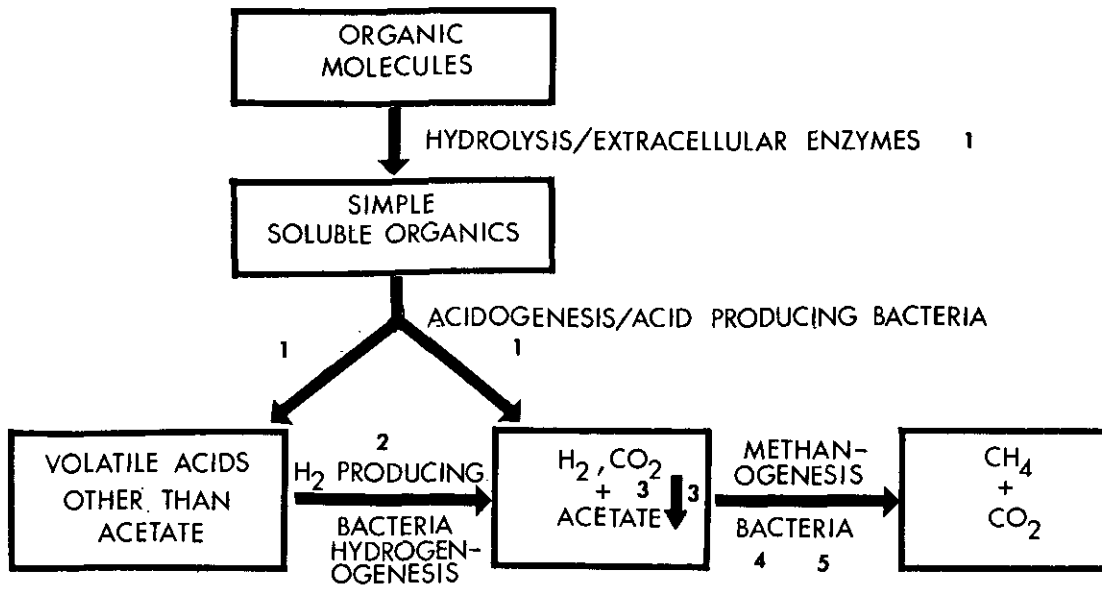 ORGANIC
MOLECULES
HYDROLYSIS/EXTRACELLULAR ENZYMES 1
SIMPLE
SOLUBLE ORGANICS
ACIDOGENESIS/ACID PRODUCING BACTERIA
1 1
VOLATILE ACIDS
OTHER THAN
ACETATE
2
H₂ PRODUCING
BACTERIA
HYDROGEN-
OGENESIS
H₂, CO₂
+ 3 3
ACETATE
METHAN-
OGENESIS
BACTERIA
4 5
CH₄
+
CO₂